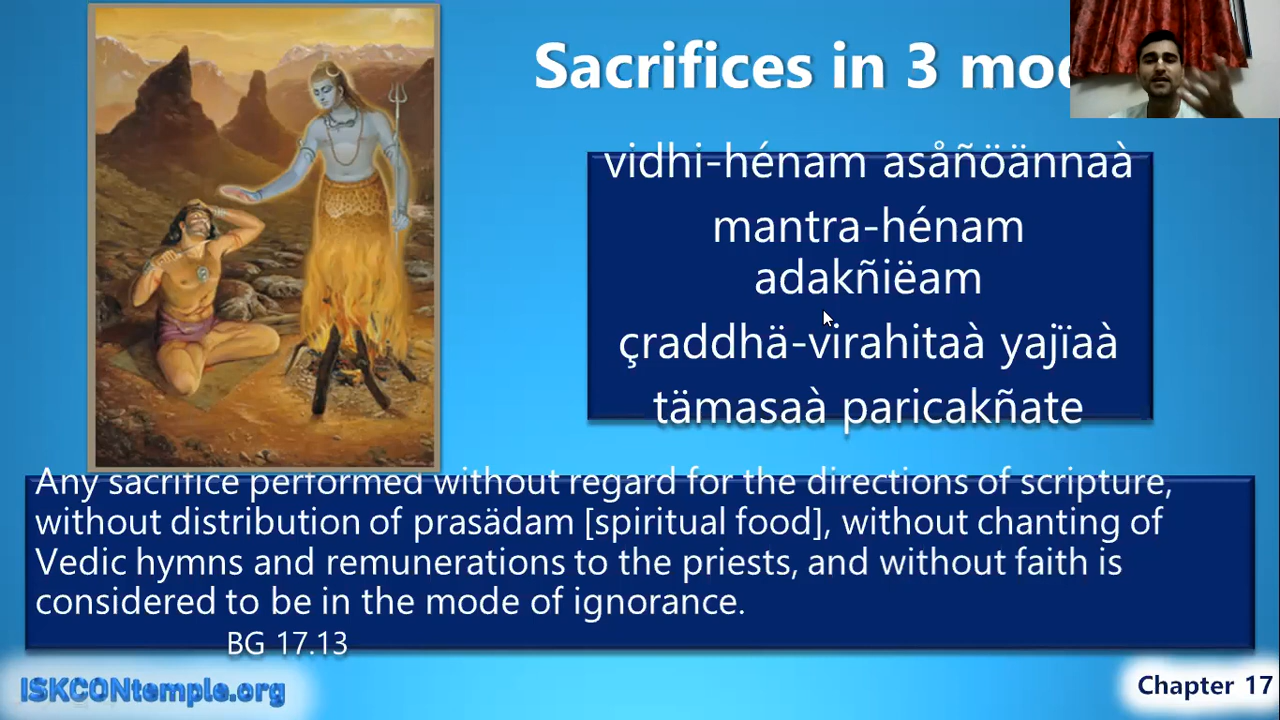 Sacrifices in 3 mo
vidhi-hénam asåñöännaà
mantra-hénam
adakñiëam
çraddhä-virahitaà yajïaà
tämasaà paricakñate
Any sacrifice performed without regard for the directions of scripture,
without distribution of prasädam [spiritual food], without chanting of
Vedic hymns and remunerations to the priests, and without faith is
considered to be in the mode of ignorance.
BG 17.13
ISKCONtemple.org
Chapter 17